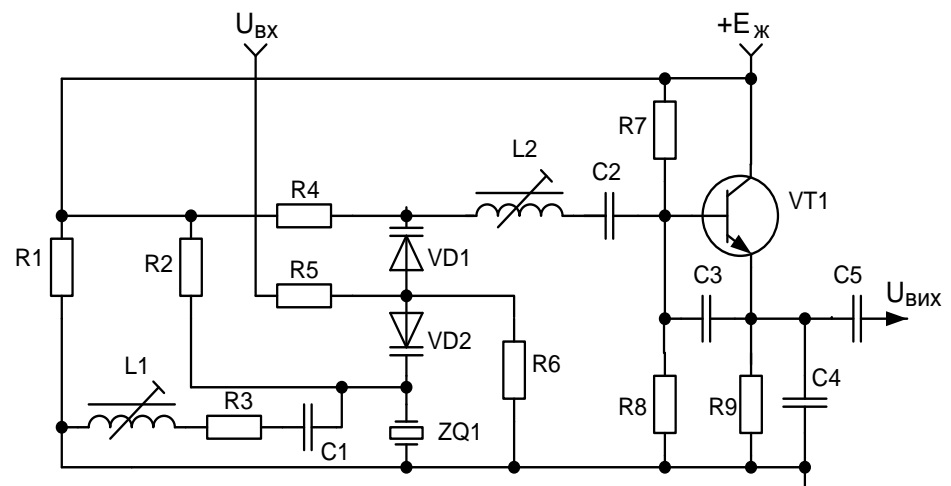 Uвх
+Eж
R7
L2
C2
R4
VT1
R1
R2
VD1
R5
C3
C5
Uвих
VD2
L1
R6
C4
R3
R8
R9
C1
ZQ1